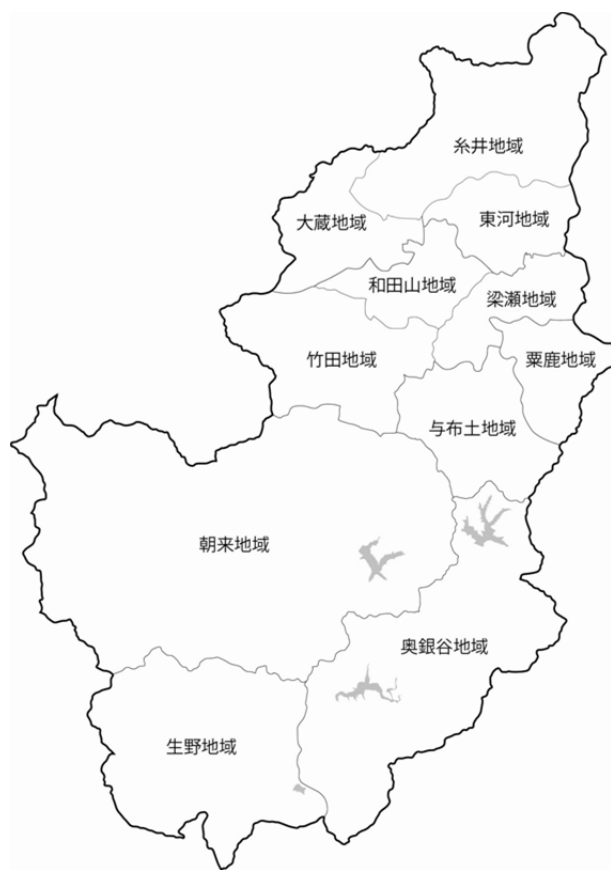 糸井地域
大蔵地域
東河地域
和田山地域
梁瀬地域
竹田地域
粟鹿地域
与布土地域
朝来地域
奥銀谷地域
生野地域